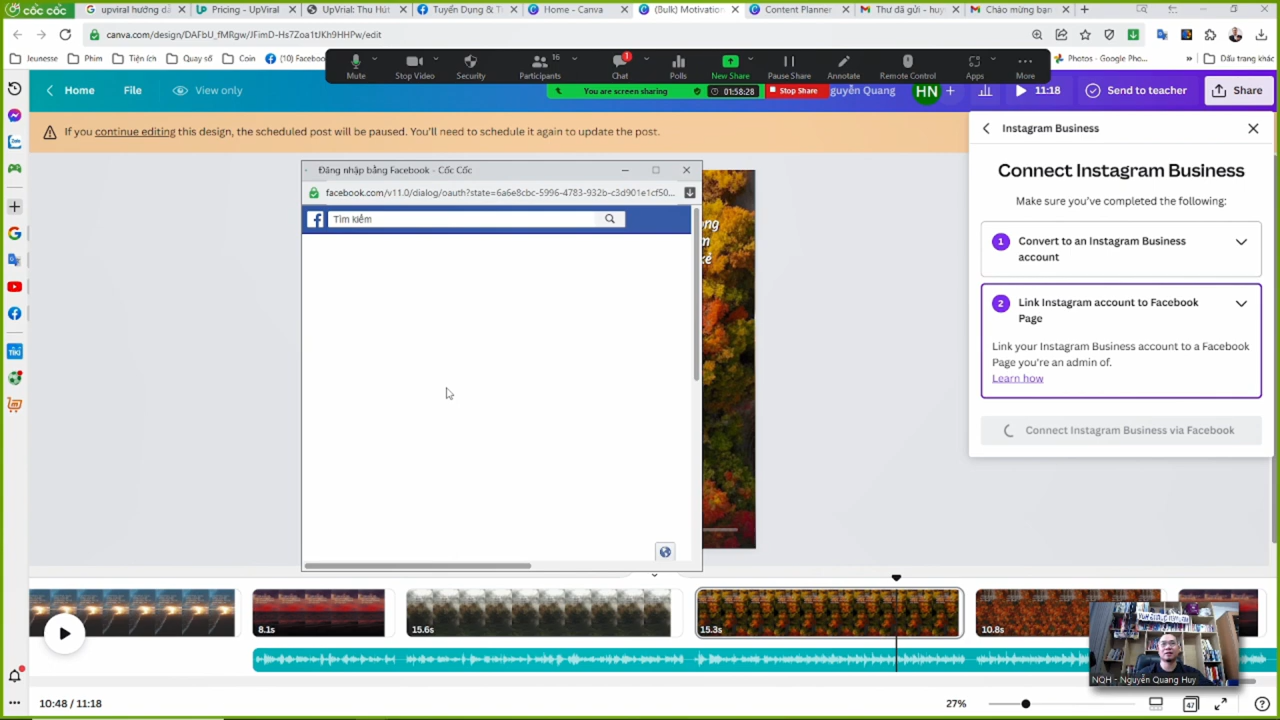 cốc cốc
upviral hướng dẫ
Pricing - UpViral
UpVrial: Thu Hút
Tuyển Dụng & T
Home - Canva
(Bulk) Motivation
Content Planner
Thư đã gửi - huy
Chào mừng bạn
canva.com/design/DAFbU_fMRgw/JFimD-Hs7Zoa1tJKh9HHPw/edit
Jeunesse
Phim
Tiện ích
Quay số
Coin
(10) Faceboo
Photos - Google Pho...
Dấu trang khác
Mute
Stop Video
Security
16
Participants
1
Chat
Polls
New Share
Pause Share
Annotate
Remote Control
Apps
More
You are screen sharing
01:58:28
Stop Share
Home
File
View only
guyễn Quang
HN
11:18
Send to teacher
Share
If you continue editing this design, the scheduled post will be paused. You'll need to schedule it again to update the post.
Instagram Business
Connect Instagram Business
Make sure you've completed the following:
1
Convert to an Instagram Business
account
2
Link Instagram account to Facebook
Page
Link your Instagram Business account to a Facebook
Page you're an admin of.
Learn how
Connect Instagram Business via Facebook
Đăng nhập bằng Facebook - Cốc Cốc
facebook.com/v11.0/dialog/oauth?state=6a6e8cbc-5996-4783-932b-c3d901e1cf50...
Tìm kiếm
Zalo
TIKI
8.1s
15.6s
15.3s
10.8s
NQH - Nguyễn Quang Huy
10:48 / 11:18
27%
47